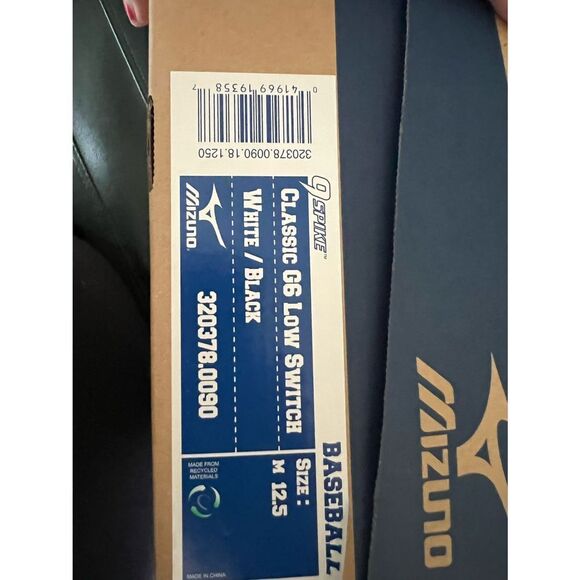 0 41969 19358 7
320378.0090.18.1250
9 SPIKE™
BASEBALL
CLASSIC G6 LOW SWITCH
SIZE :
WHITE / BLACK
M 12.5
MIZUNO
320378.0090
MADE FROM
RECYCLED
MATERIALS
MADE IN CHINA
MIZUNO